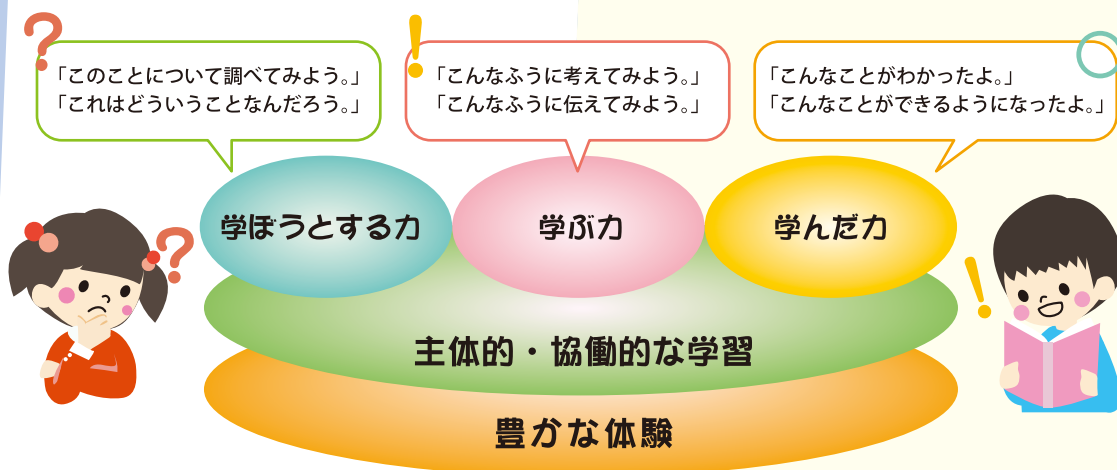 ?
「このことについて調べてみよう。」
「これはどういうことなんだろう。」
!
「こんなふうに考えてみよう。」
「こんなふうに伝えてみよう。」
「こんなことがわかったよ。」
「こんなことができるようになったよ。」
学ぼうとする力
学ぶ力
学んだ力
?
!
主体的・協働的な学習
豊かな体験